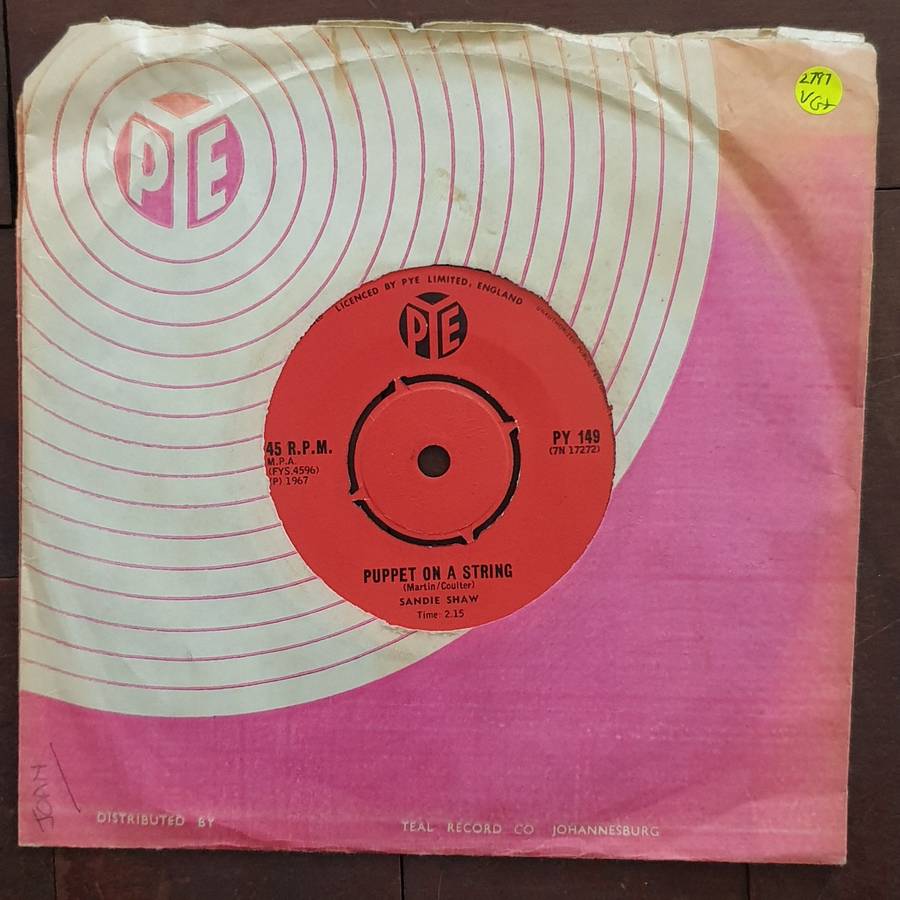 PYE
2797
VG+
LICENCED BY PYE LIMITED, ENGLAND
PYE
45 R.P.M.
M.P.A.
(FYS.4596)
(P) 1967
PY 149
(7N 17272)
PUPPET ON A STRING
(Martin/Coulter)
SANDIE SHAW
Time: 2.15
JOAN
DISTRIBUTED BY TEAL RECORD CO JOHANNESBURG